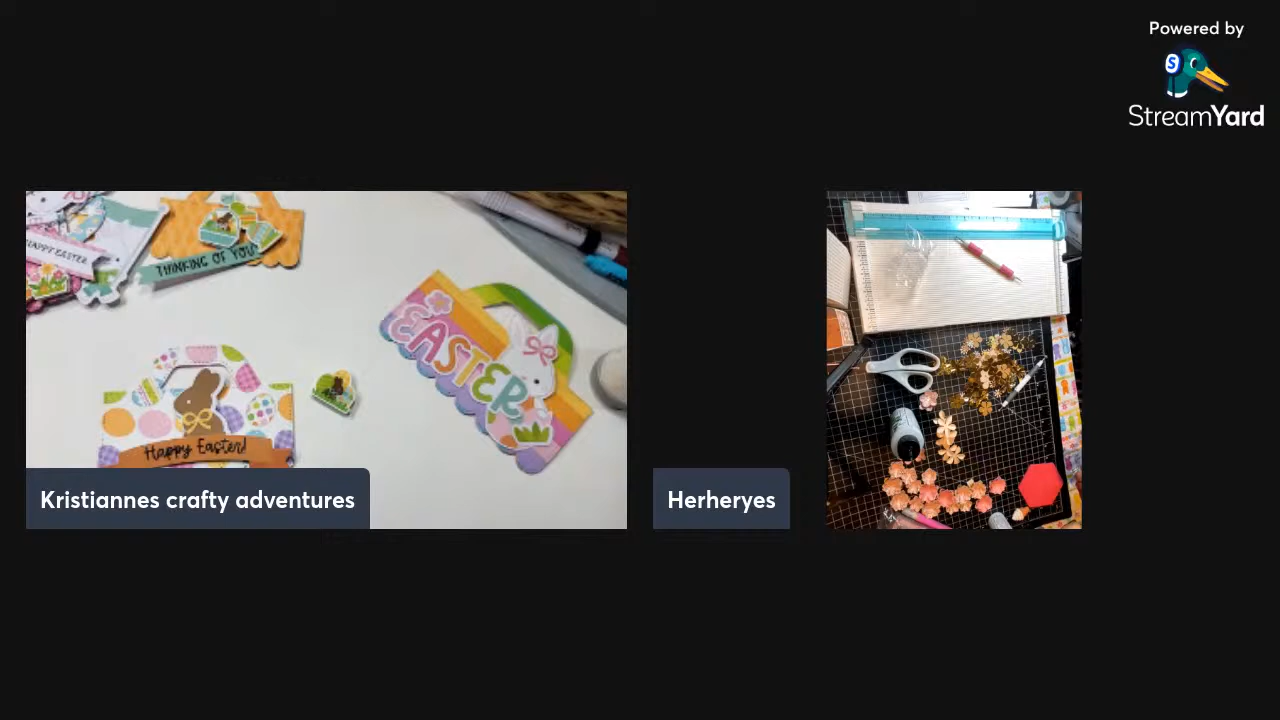 Powered by
S
StreamYard
HAPPY EASTER
THINKING OF YOU
EASTER
Happy Easter!
Kristiannes crafty adventures
Herheryes